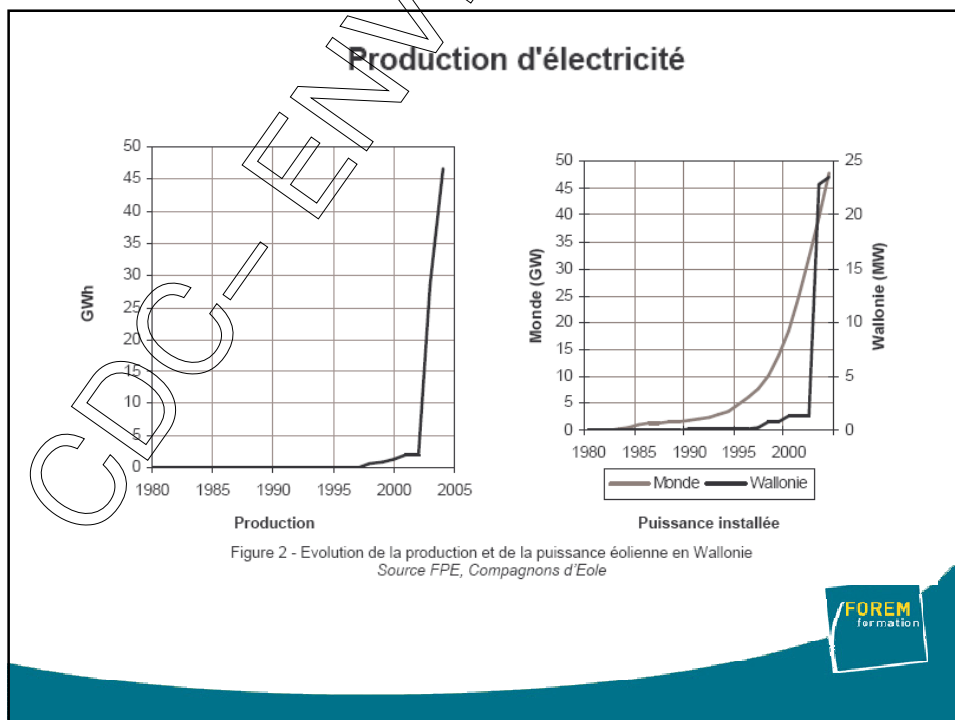 Production d'électricité
50
45
40
35
30
25
20
15
10
5
0
GWh
1980 1985 1990 1995 2000 2005
Production
50
45
40
35
30
25
20
15
10
5
0
Monde (GW)
25
20
15
10
5
0
Wallonie (MW)
1980 1985 1990 1995 2000
Monde Wallonie
Puissance installée
Figure 2 - Evolution de la production et de la puissance éolienne en Wallonie
Source FPE, Compagnons d'Eole
CDC- ENV
FOREM
formation